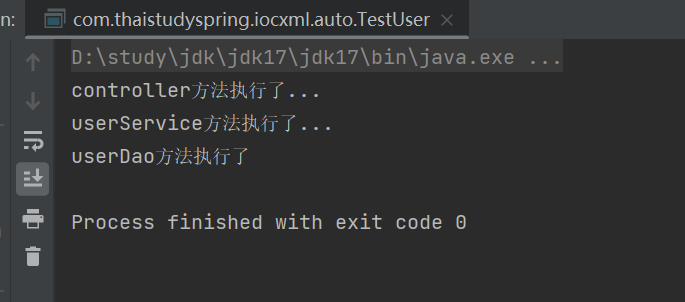 n:
com.thaistudyspring.iocxml.auto.TestUser
D:\study\jdk\jdk17\jdk17\bin\java.exe ...
controller方法执行了...
userService方法执行了...
userDao方法执行了
Process finished with exit code 0